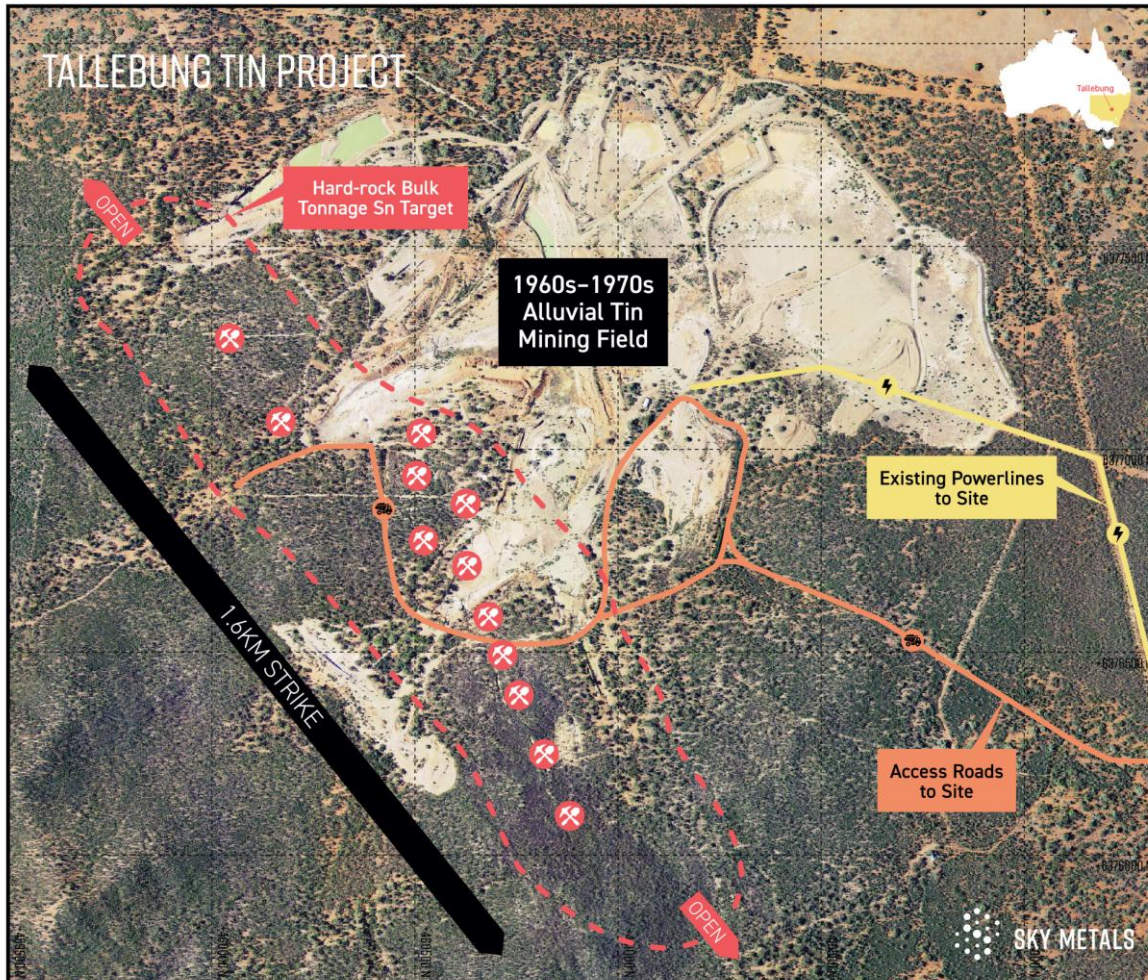 TALLEBUNG TIN PROJECT
Tallebung
OPEN
Hard-rock Bulk
Tonnage Sn Target
1960s–1970s
Alluvial Tin
Mining Field
Existing Powerlines
to Site
1.6KM STRIKE
Access Roads
to Site
OPEN
SKY METALS